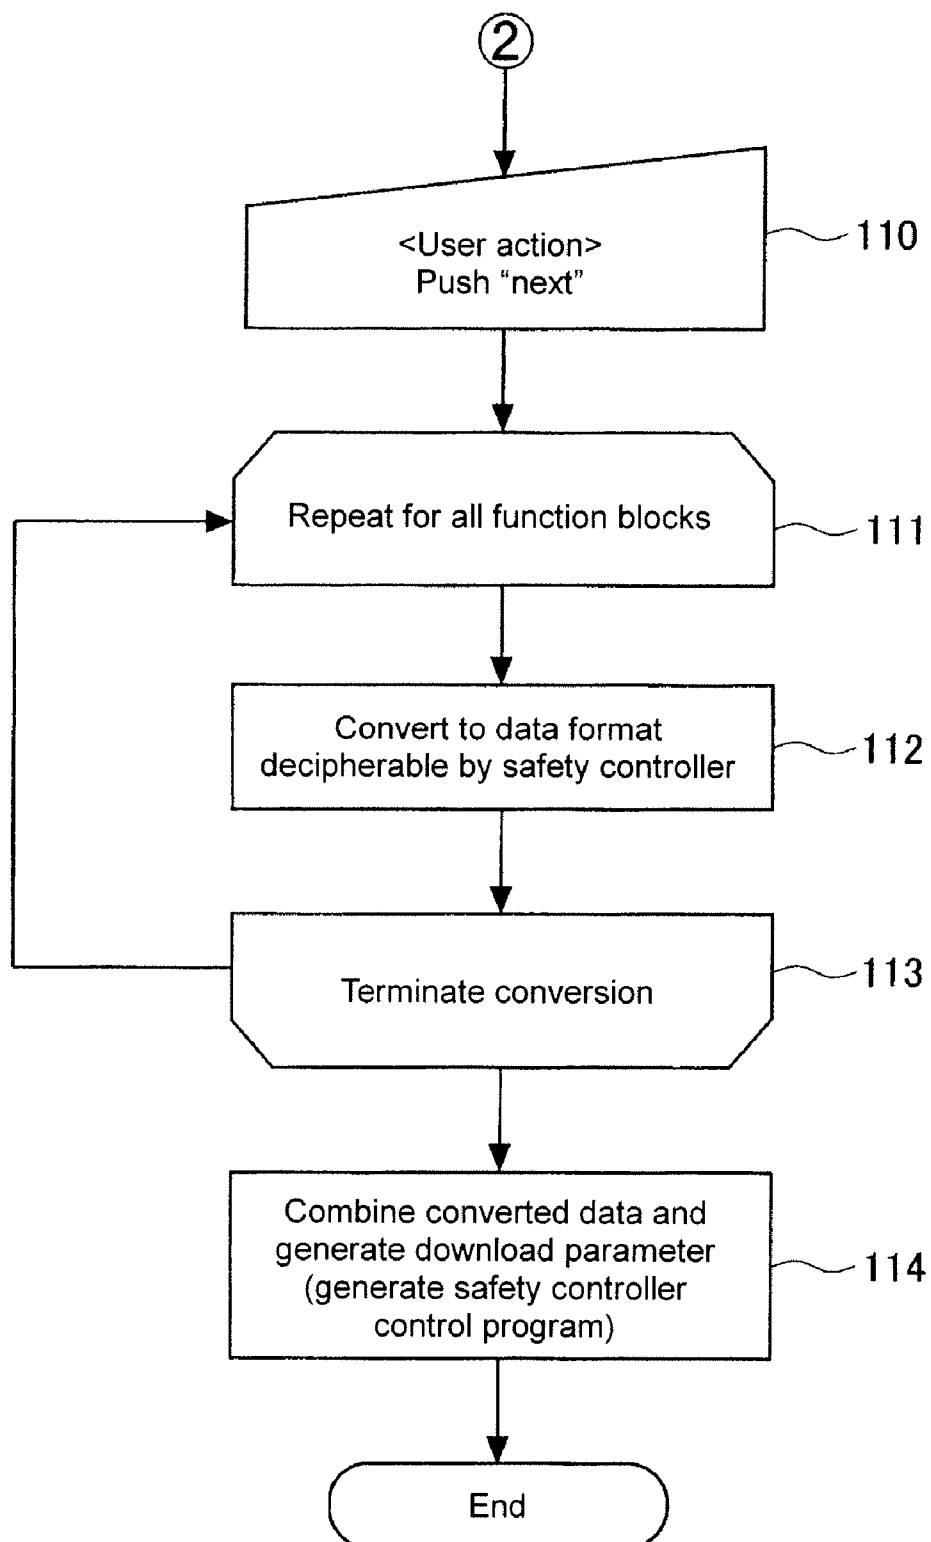 2
<User action>
Push “next”
110
Repeat for all function blocks
111
Convert to data format
decipherable by safety controller
112
Terminate conversion
113
Combine converted data and
generate download parameter
(generate safety controller
control program)
114
End